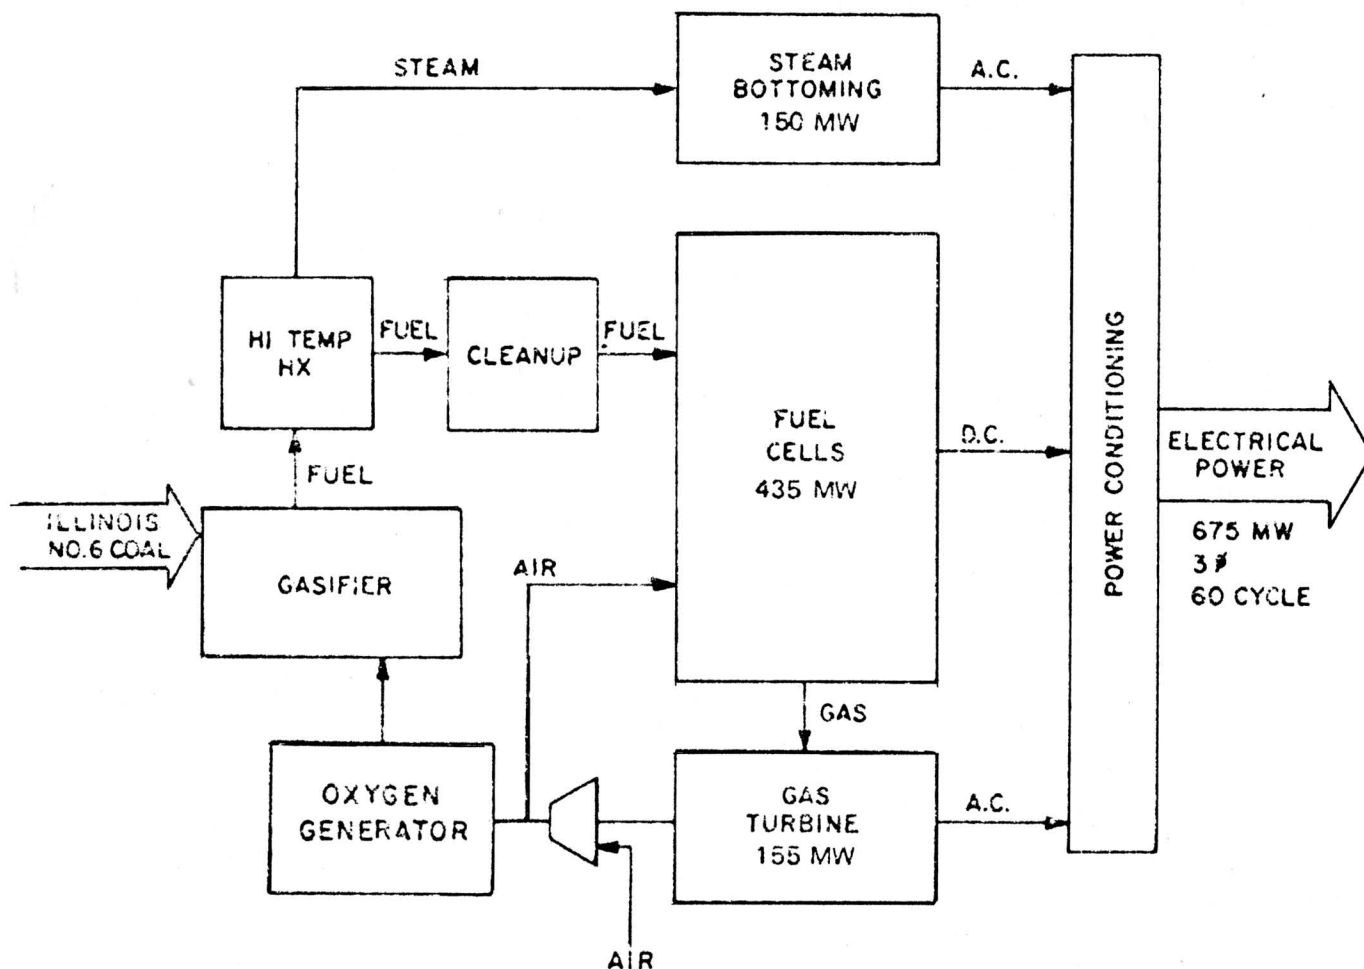 STEAM
STEAM
BOTTOMING
150 MW
A.C.
HI TEMP
HX
FUEL
CLEANUP
FUEL
FUEL
CELLS
435 MW
D.C.
POWER CONDITIONING
ELECTRICAL
POWER
675 MW
3 ϕ
60 CYCLE
FUEL
ILLINOIS
NO.6 COAL
GASIFIER
AIR
GAS
OXYGEN
GENERATOR
GAS
TURBINE
155 MW
A.C.
AIR